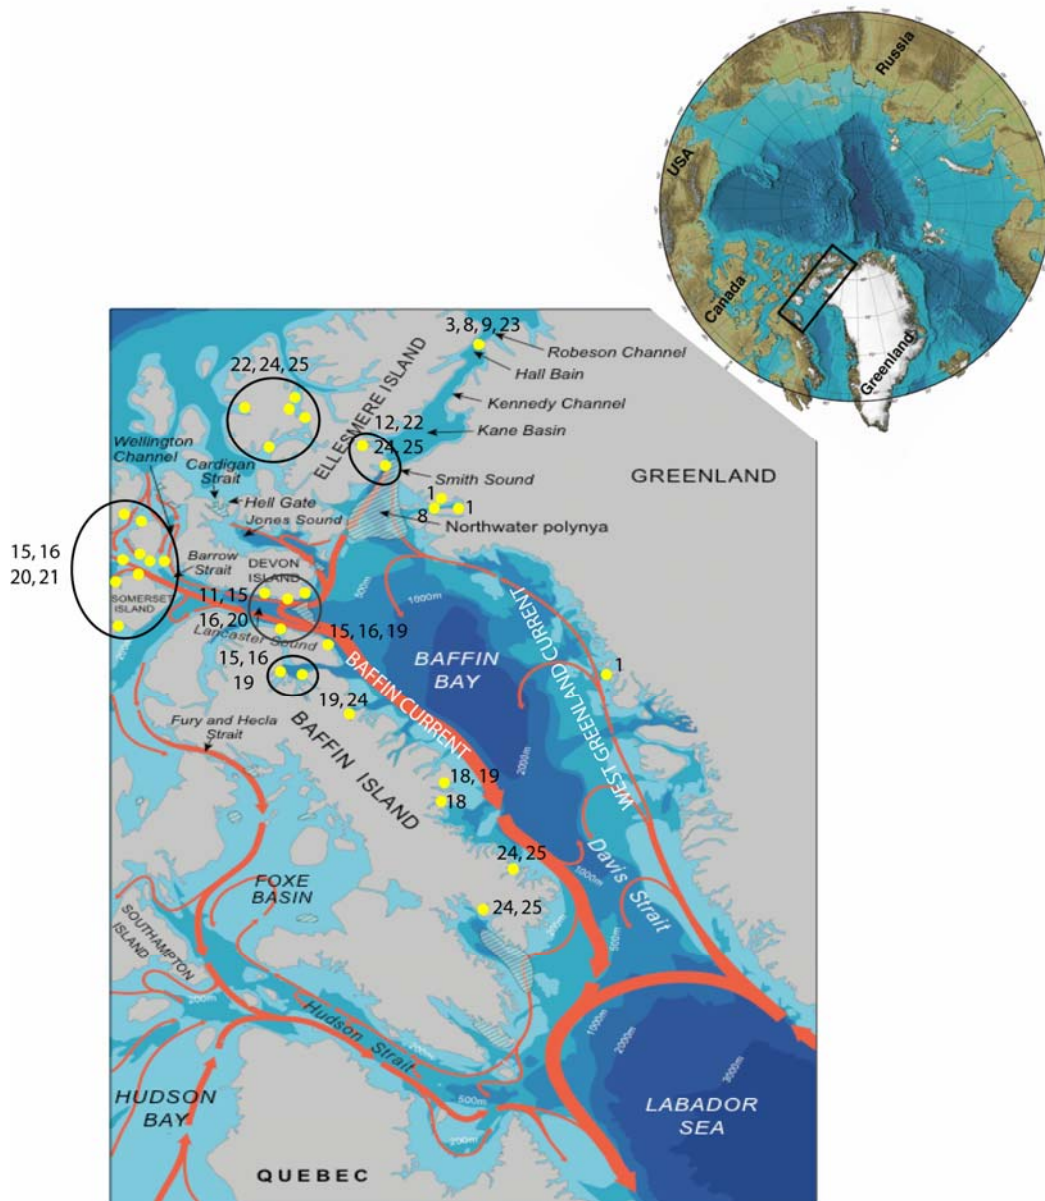 Russia
USA
Canada
Greenland
3, 8, 9, 23
Robeson Channel
Hall Bain
22, 24, 25
ELLESMERE ISLAND
Kennedy Channel
12, 22
Kane Basin
Wellington
Channel
Cardigan
Strait
24, 25
Smith Sound
GREENLAND
Hell Gate
1
1
8
Jones Sound
Northwater polynya
15, 16
20, 21
Barrow
Strait
DEVON
ISLAND
500m
1000m
SOMERSET
ISLAND
11, 15
16, 20
Lancaster Sound
15, 16, 19
200m
15, 16
19
BAFFIN
BAY
WEST GREENLAND CURRENT
1
BAFFIN CURRENT
19, 24
Fury and Hecla
Strait
BAFFIN ISLAND
2000m
18, 19
18
24, 25
1000m
Davis Strait
FOXE
BASIN
24, 25
200m
500m
SOUTHAMPTON
ISLAND
200m
Hudson Strait
200m
1000m
2000m
3000m
HUDSON
BAY
500m
200m
LABADOR
SEA
QUEBEC